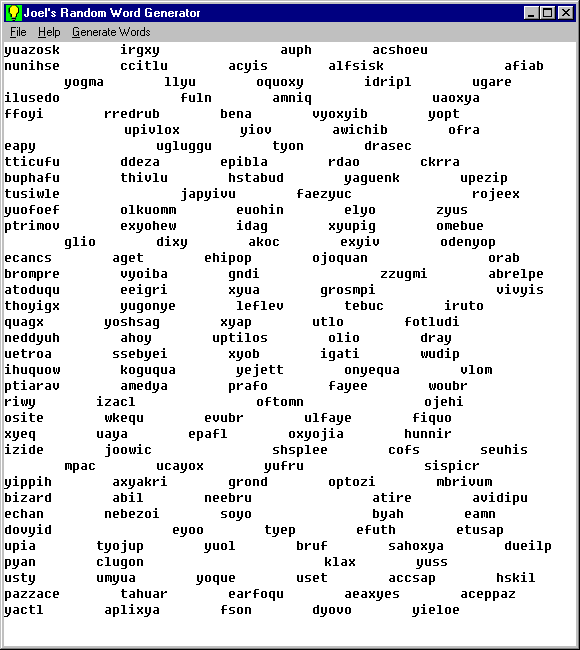 Joel's Random Word Generator
File Help Generate Words
yuazosk irgxy auph acshoeu
nunihse ccitlu acyis alfsisk afiab
yogma llyu oquoxy idripl ugare
ilusedo fuln amniq uaoxya
ffoyi rredrub bena vyoxyib yopt
upivlox yiov awichib ofra
eapy ugluggu tyon drasec
tticufu ddeza epibla rdao ckrra
buphafu thivlu hstabud yaguenk upezip
tusiwle japyivu faezyuc rojeex
yuofoef olkuomm euohin elyo zyus
ptrimov exyohew idag xyupig omebue
glio dixy akoc exyiv odenyop
ecancs aget ehipop ojoquan orab
brompre vyoiba gndi zzugmi abrelpe
atoduqu eeigri xyua grosmpi vivyis
thoyigx yugonye leflev tebuc iruto
quagx yoshsag xyap utlo fotludi
neddyuh ahoy uptilos olio dray
uetroa ssebyei xyob igati wudip
ihuquow koguqua yejett onyequa vlom
ptiarav amedya prafo fayee woubr
riwy izacl oftomn ojehi
osite wkequ evubr ulfaye fiquo
xyeq uaya epafl oxyojia hunnir
izide joowic shsplee cofs seuhis
mpac ucayox yufru sispicr
yippih axyakri grond optozi mbrivum
bizard abil neebru atire avidipu
echan nebezoi soyo byah eamn
dovyid eyoo tyep efuth etusap
upia tyojup yuol bruf sahoxya dueilp
pyan clugon klax yuss
usty umyua yoque uset accsap hskil
pazzace tahuar earfoqu aeaxyes aceppaz
yactl aplixya fson dyovo yieloe